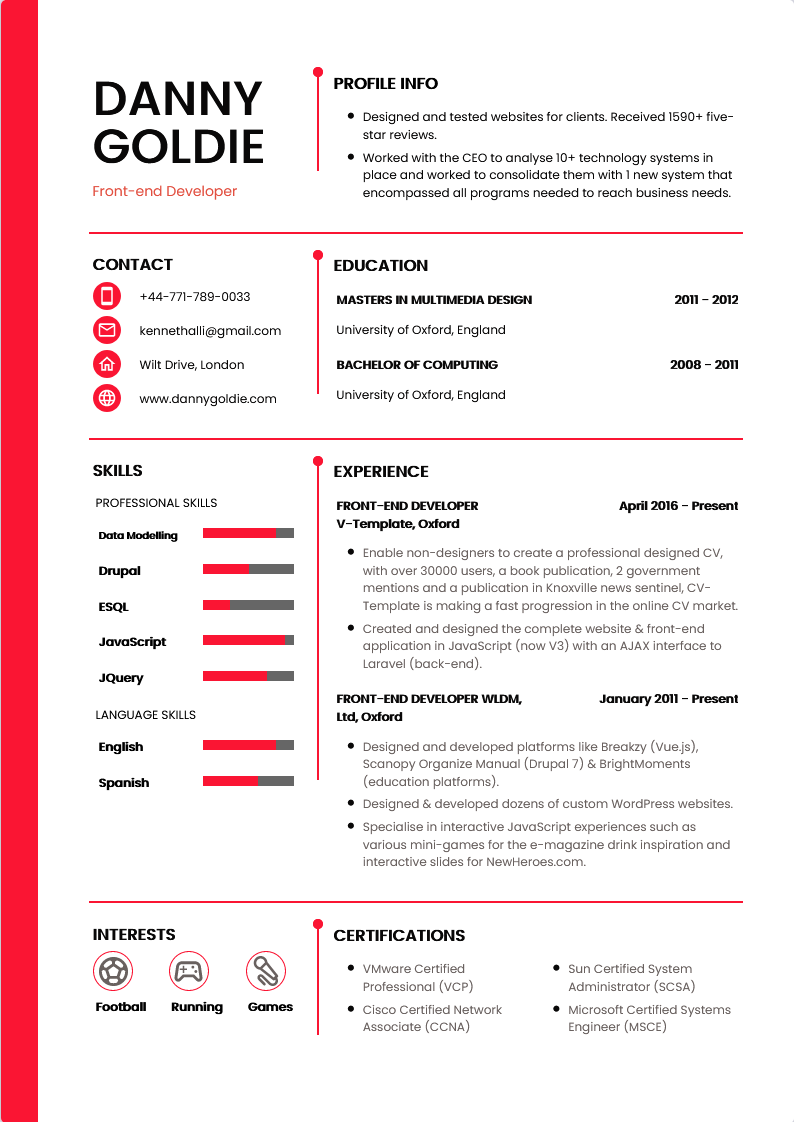 DANNY
GOLDIE
Front-end Developer
PROFILE INFO
Designed and tested websites for clients. Received 1590+ five-
star reviews.
Worked with the CEO to analyse 10+ technology systems in
place and worked to consolidate them with 1 new system that
encompassed all programs needed to reach business needs.
CONTACT
+44-771-789-0033
kennethalli@gmail.com
Wilt Drive, London
www.dannygoldie.com
EDUCATION
MASTERS IN MULTIMEDIA DESIGN 2011 – 2012
University of Oxford, England
BACHELOR OF COMPUTING 2008 – 2011
University of Oxford, England
SKILLS
PROFESSIONAL SKILLS
Data Modelling
Drupal
ESQL
JavaScript
JQuery
LANGUAGE SKILLS
English
Spanish
EXPERIENCE
FRONT-END DEVELOPER April 2016 – Present
V-Template, Oxford
Enable non-designers to create a professional designed CV,
with over 30000 users, a book publication, 2 government
mentions and a publication in Knoxville news sentinel, CV-
Template is making a fast progression in the online CV market.
Created and designed the complete website & front-end
application in JavaScript (now V3) with an AJAX interface to
Laravel (back-end).
FRONT-END DEVELOPER WLDM, January 2011 – Present
Ltd, Oxford
Designed and developed platforms like Breakzy (Vue.js),
Scanopy Organize Manual (Drupal 7) & BrightMoments
(education platforms).
Designed & developed dozens of custom WordPress websites.
Specialise in interactive JavaScript experiences such as
various mini-games for the e-magazine drink inspiration and
interactive slides for NewHeroes.com.
INTERESTS
Football Running Games
CERTIFICATIONS
VMware Certified
Professional (VCP)
Cisco Certified Network
Associate (CCNA)
Sun Certified System
Administrator (SCSA)
Microsoft Certified Systems
Engineer (MSCE)